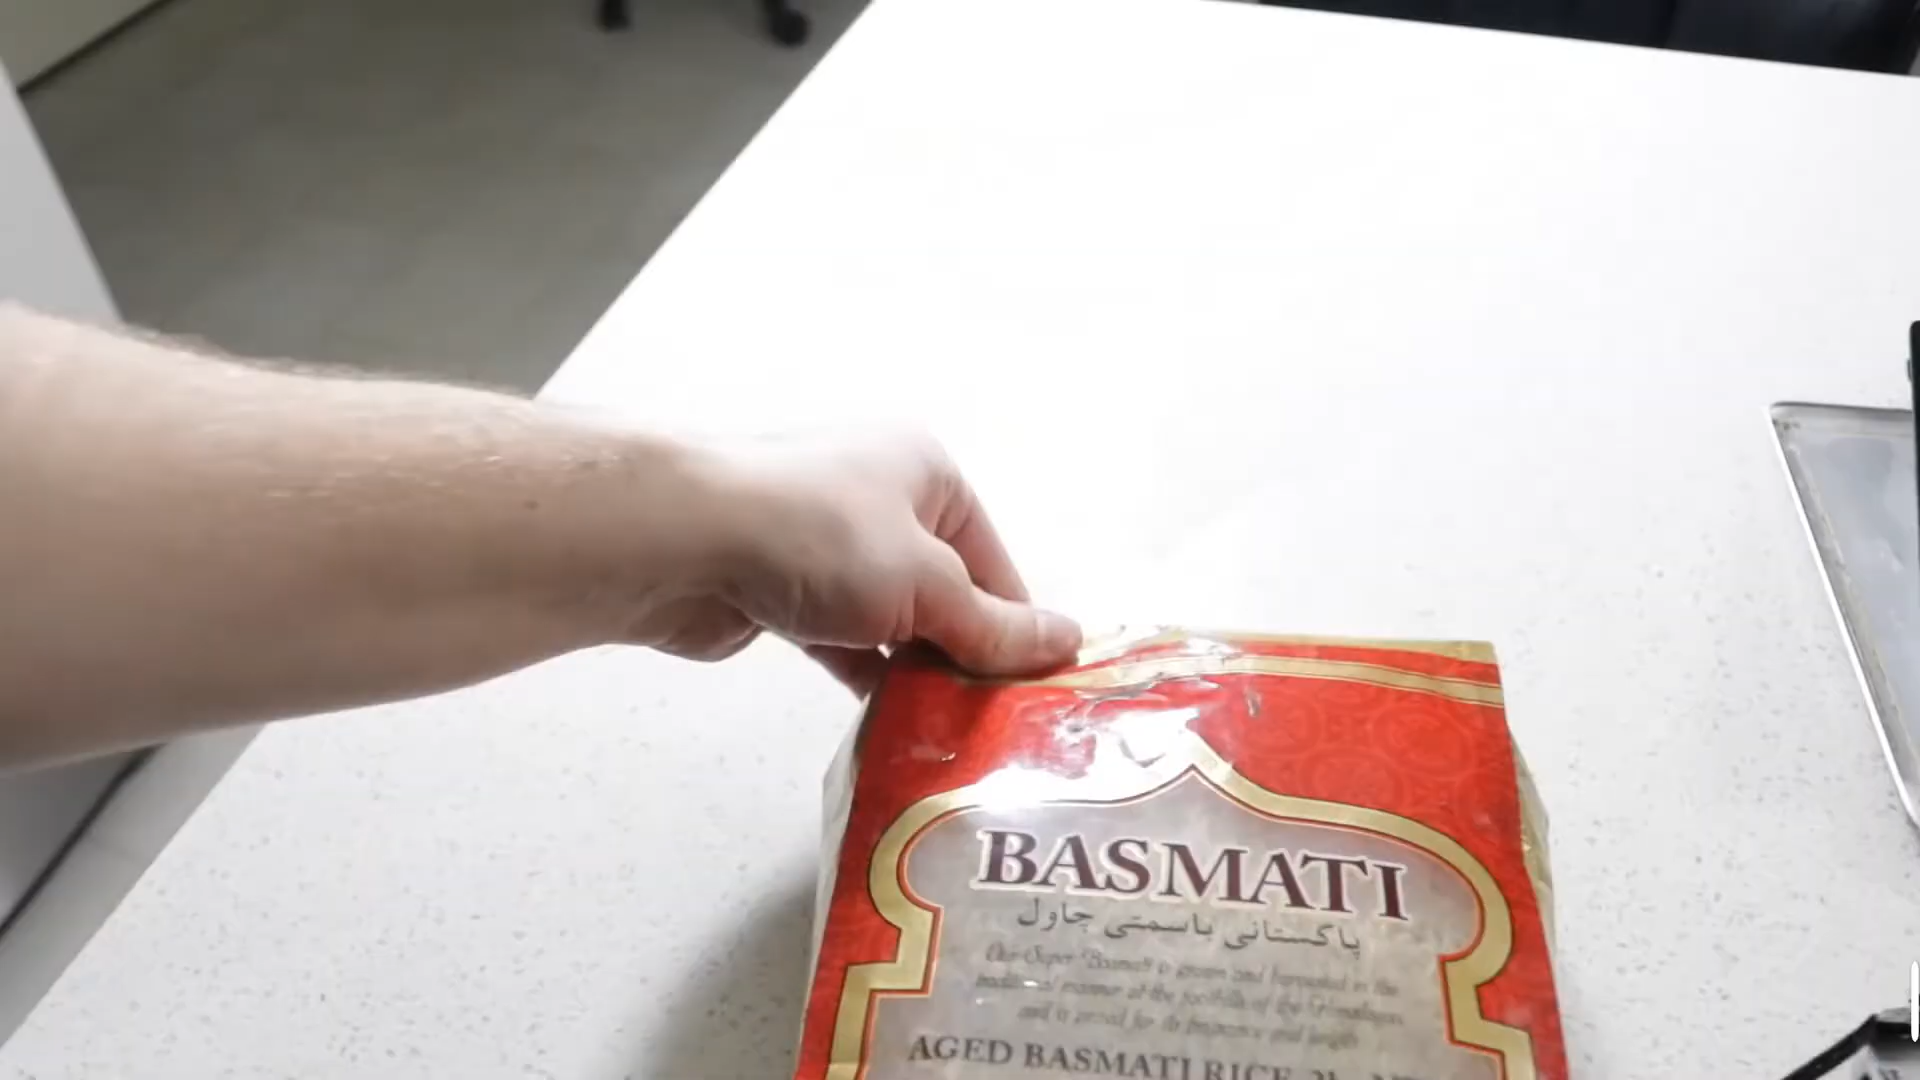 BASMATI
پاکستانی باسمتی چاول
Our Super Basmati is grown and harvested in the
traditional manner at the foothills of the Himalayas
and is proud for its fragrance and length
AGED BASMATI RICE